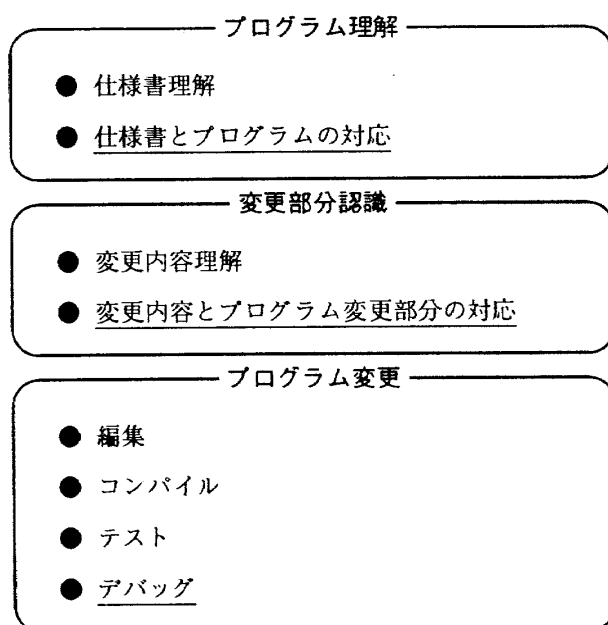 プログラム理解
● 仕様書理解
● 仕様書とプログラムの対応
変更部分認識
● 変更内容理解
● 変更内容とプログラム変更部分の対応
プログラム変更
● 編集
● コンパイル
● テスト
● デバッグ